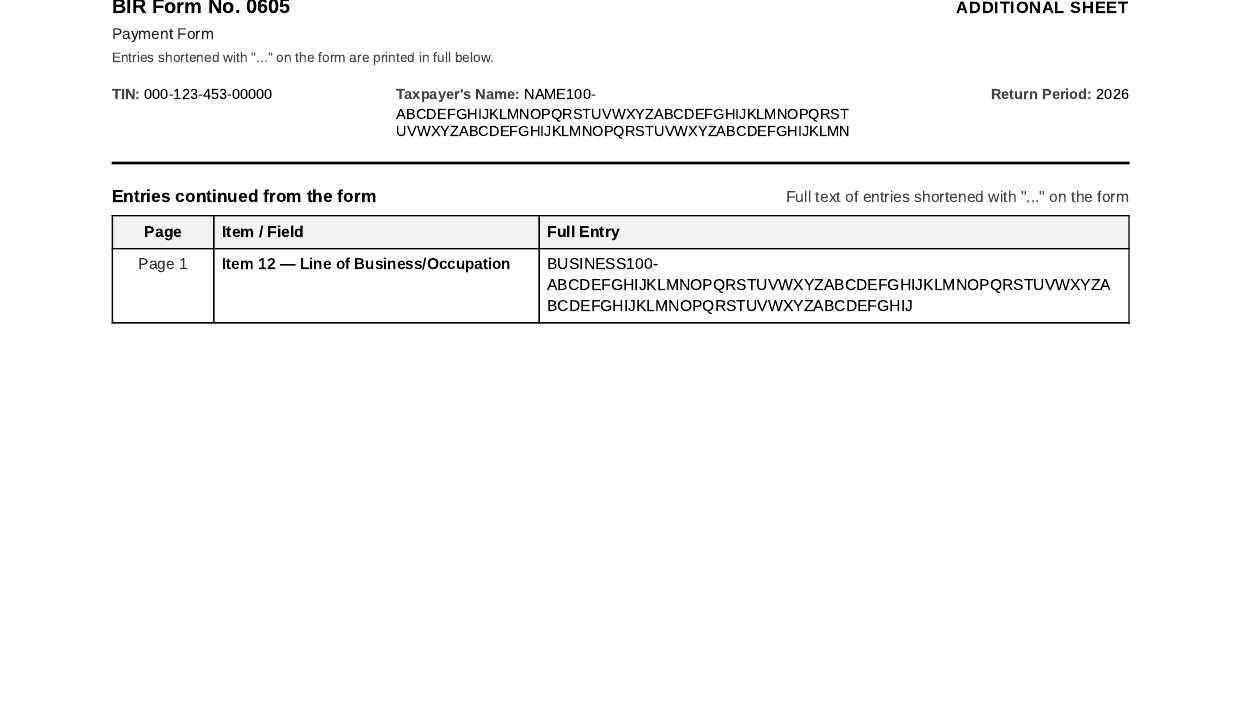 BIR Form No. 0605
ADDITIONAL SHEET
Payment Form
Entries shortened with "..." on the form are printed in full below.
TIN: 000-123-453-00000
Taxpayer's Name: NAME100-
ABCDEFGHIJKLMNOPQRSTUVWXYZABCDEFGHIJKLMNOPQRST
UVWXYZABCDEFGHIJKLMNOPQRSTUVWXYZABCDEFGHIJKLMN
Return Period: 2026
Entries continued from the form
Full text of entries shortened with "..." on the form
Page
Item / Field
Full Entry
Page 1
Item 12 — Line of Business/Occupation
BUSINESS100-
ABCDEFGHIJKLMNOPQRSTUVWXYZABCDEFGHIJKLMNOPQRSTUVWXYZA
BCDEFGHIJKLMNOPQRSTUVWXYZABCDEFGHIJ